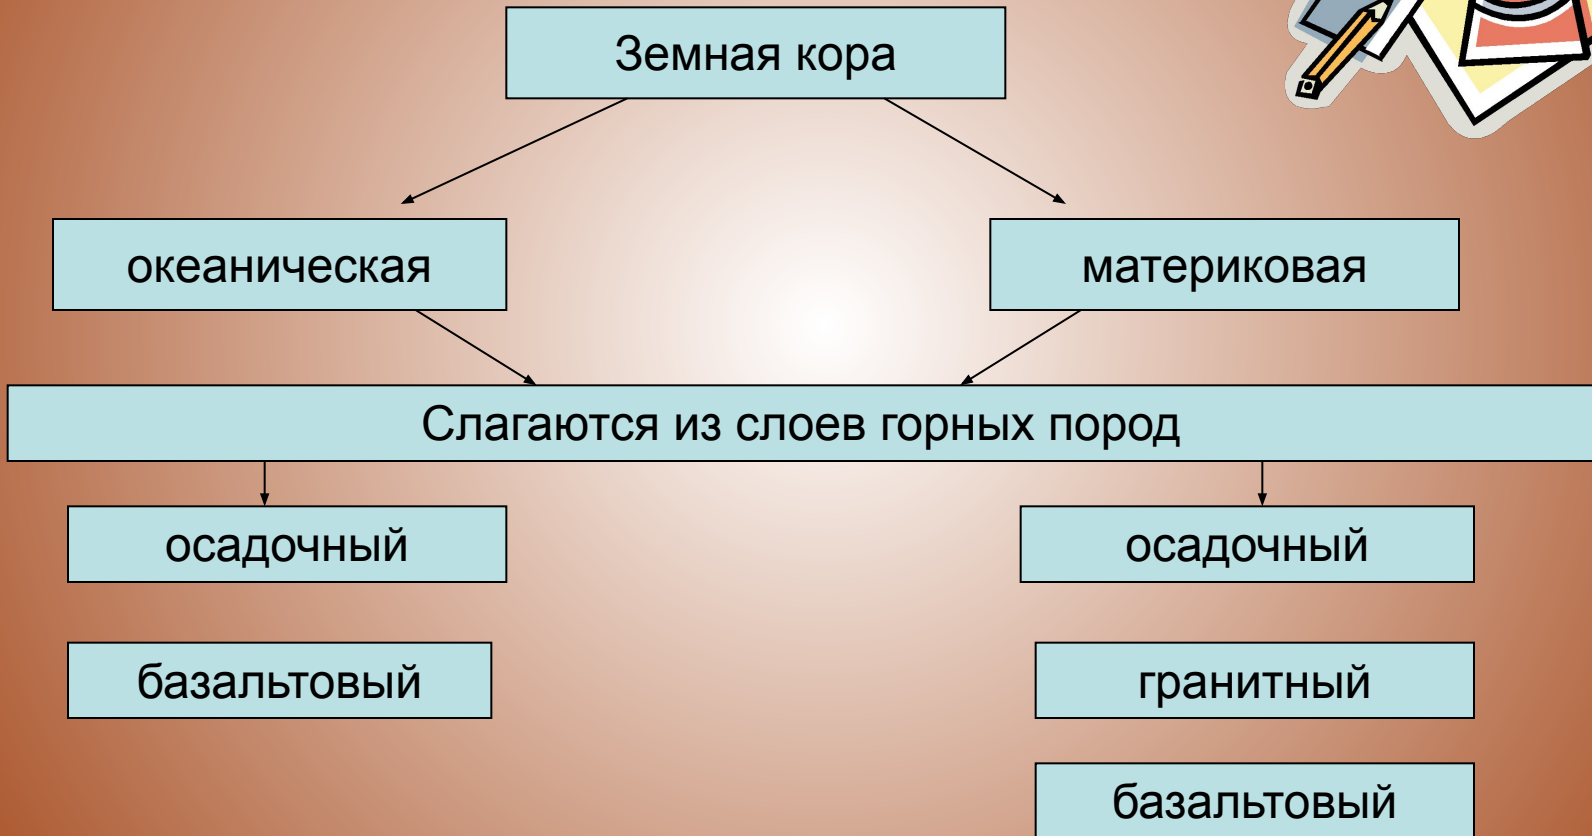 Земная кора
океаническая
материковая
Слагаются из слоев горных пород
осадочный
осадочный
базальтовый
гранитный
базальтовый